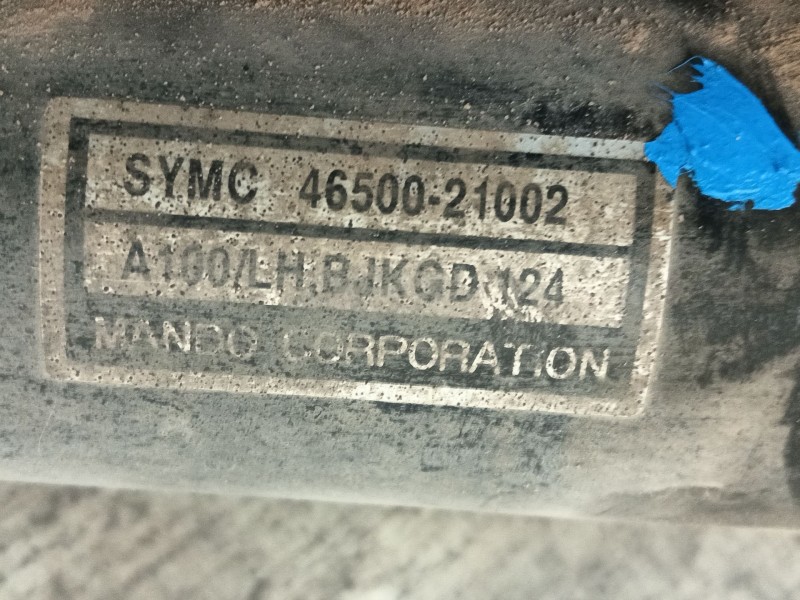 SYMC 46500-21002
A100/LH BJKGD 124
MANDO CORPORATION